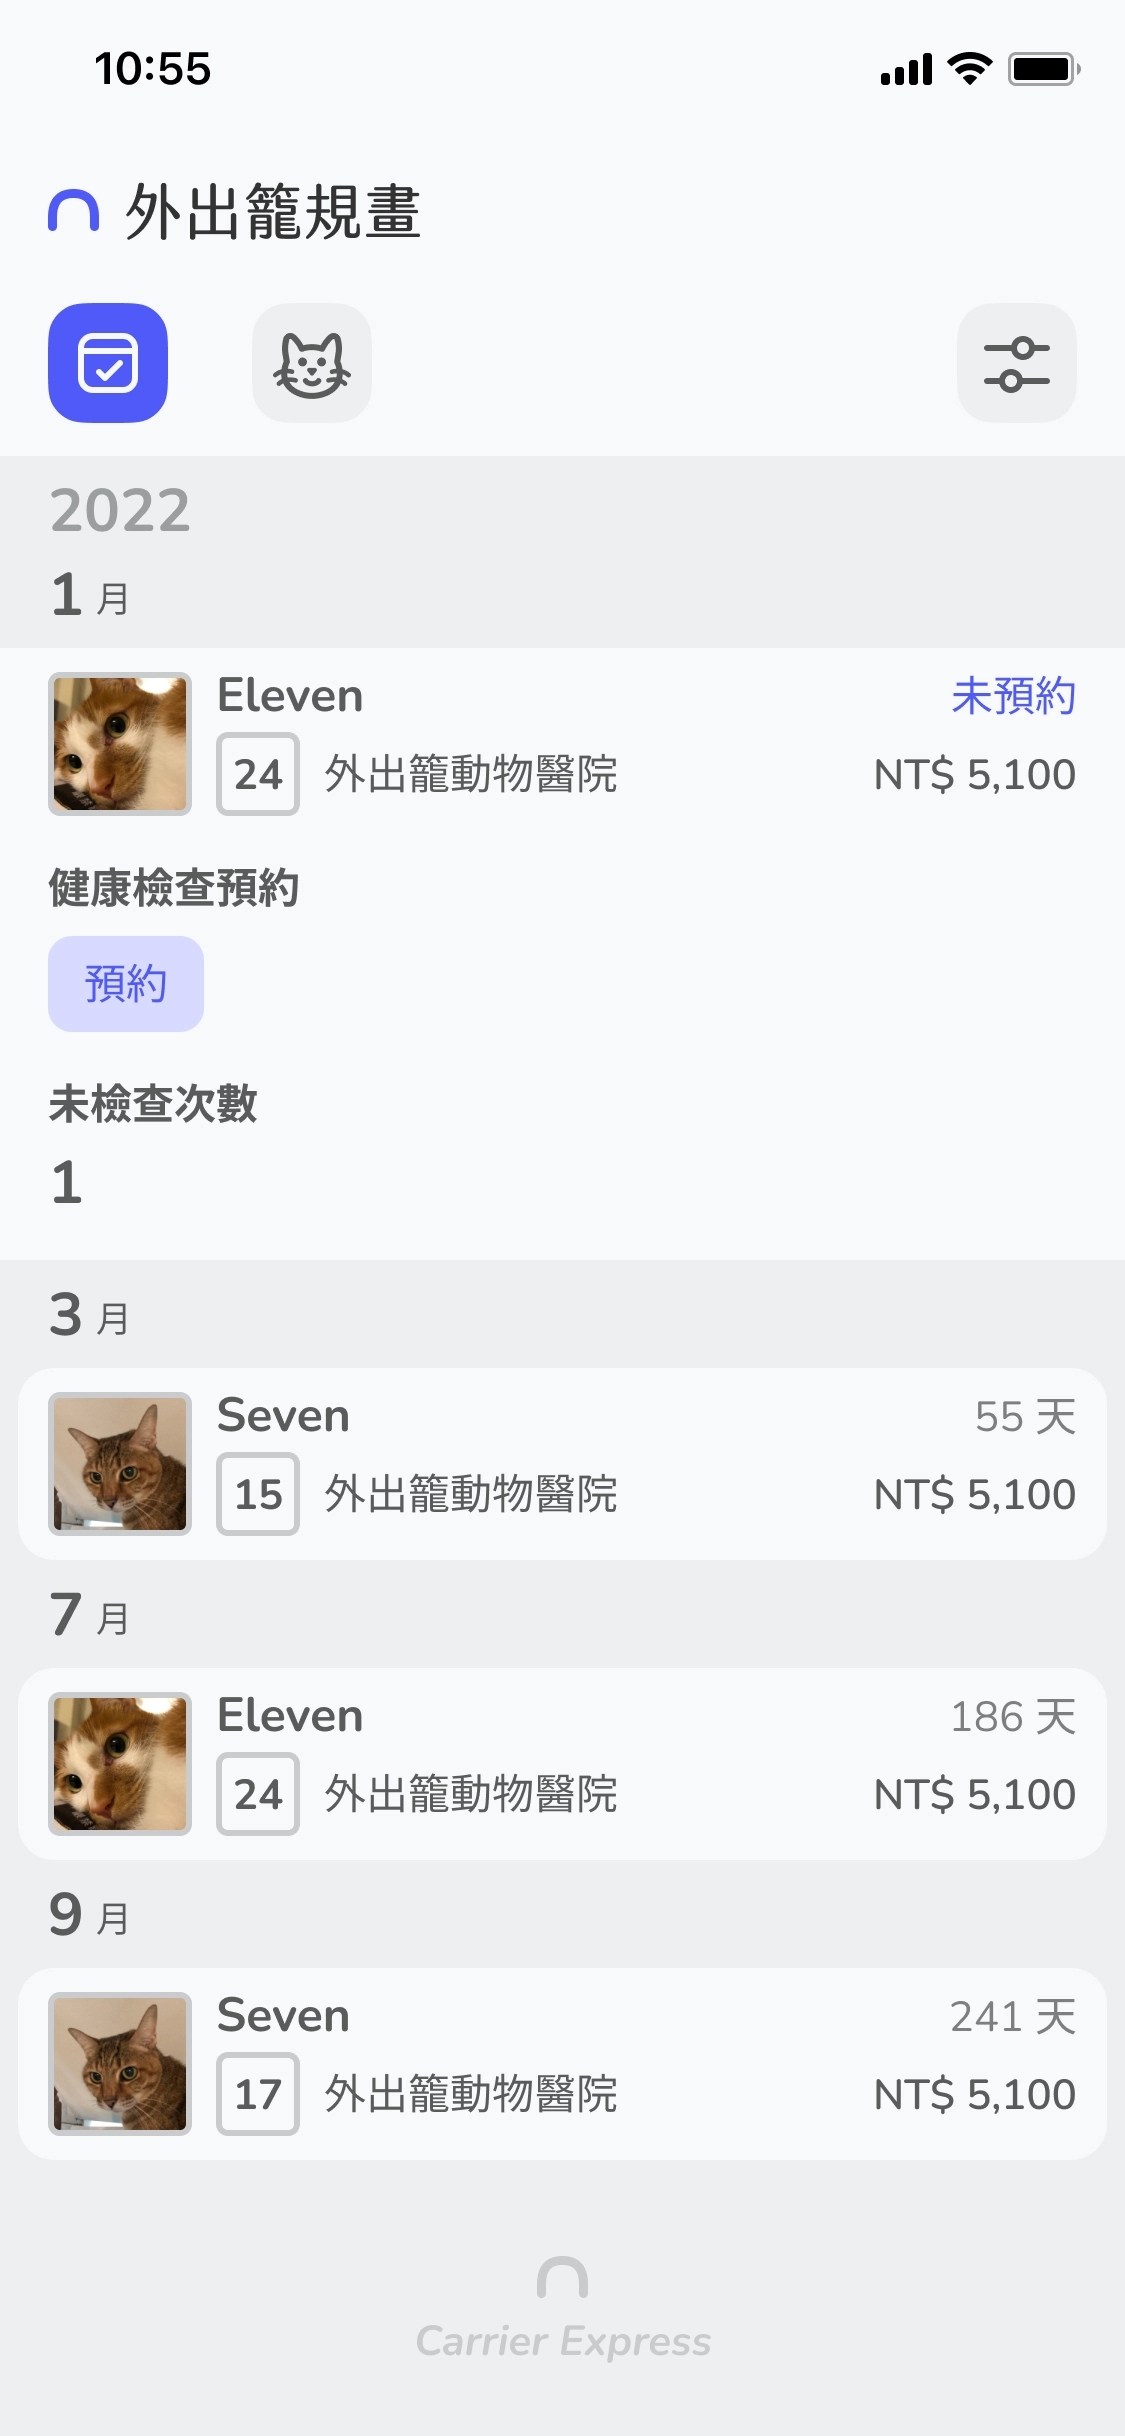 10:55
外出籠規畫
2022
1 月
Eleven
未預約
24 外出籠動物醫院
NT$ 5,100
健康檢查預約
預約
未檢查次數
1
3 月
Seven
55 天
15 外出籠動物醫院
NT$ 5,100
7 月
Eleven
186 天
24 外出籠動物醫院
NT$ 5,100
9 月
Seven
241 天
17 外出籠動物醫院
NT$ 5,100
Carrier Express